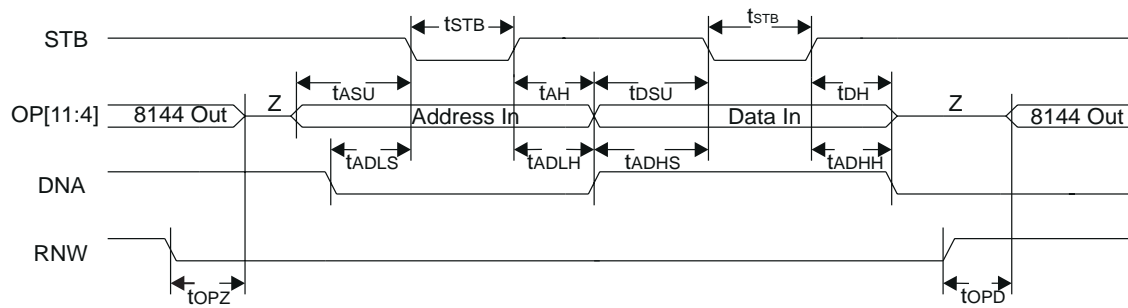 tSTB tSTB
STB
tASU tAH tDSU tDH
OP[11:4] 8144 Out Z Address In Data In Z 8144 Out
tADLS tADLH tADHS tADHH
DNA
RNW
tOPZ tOPD